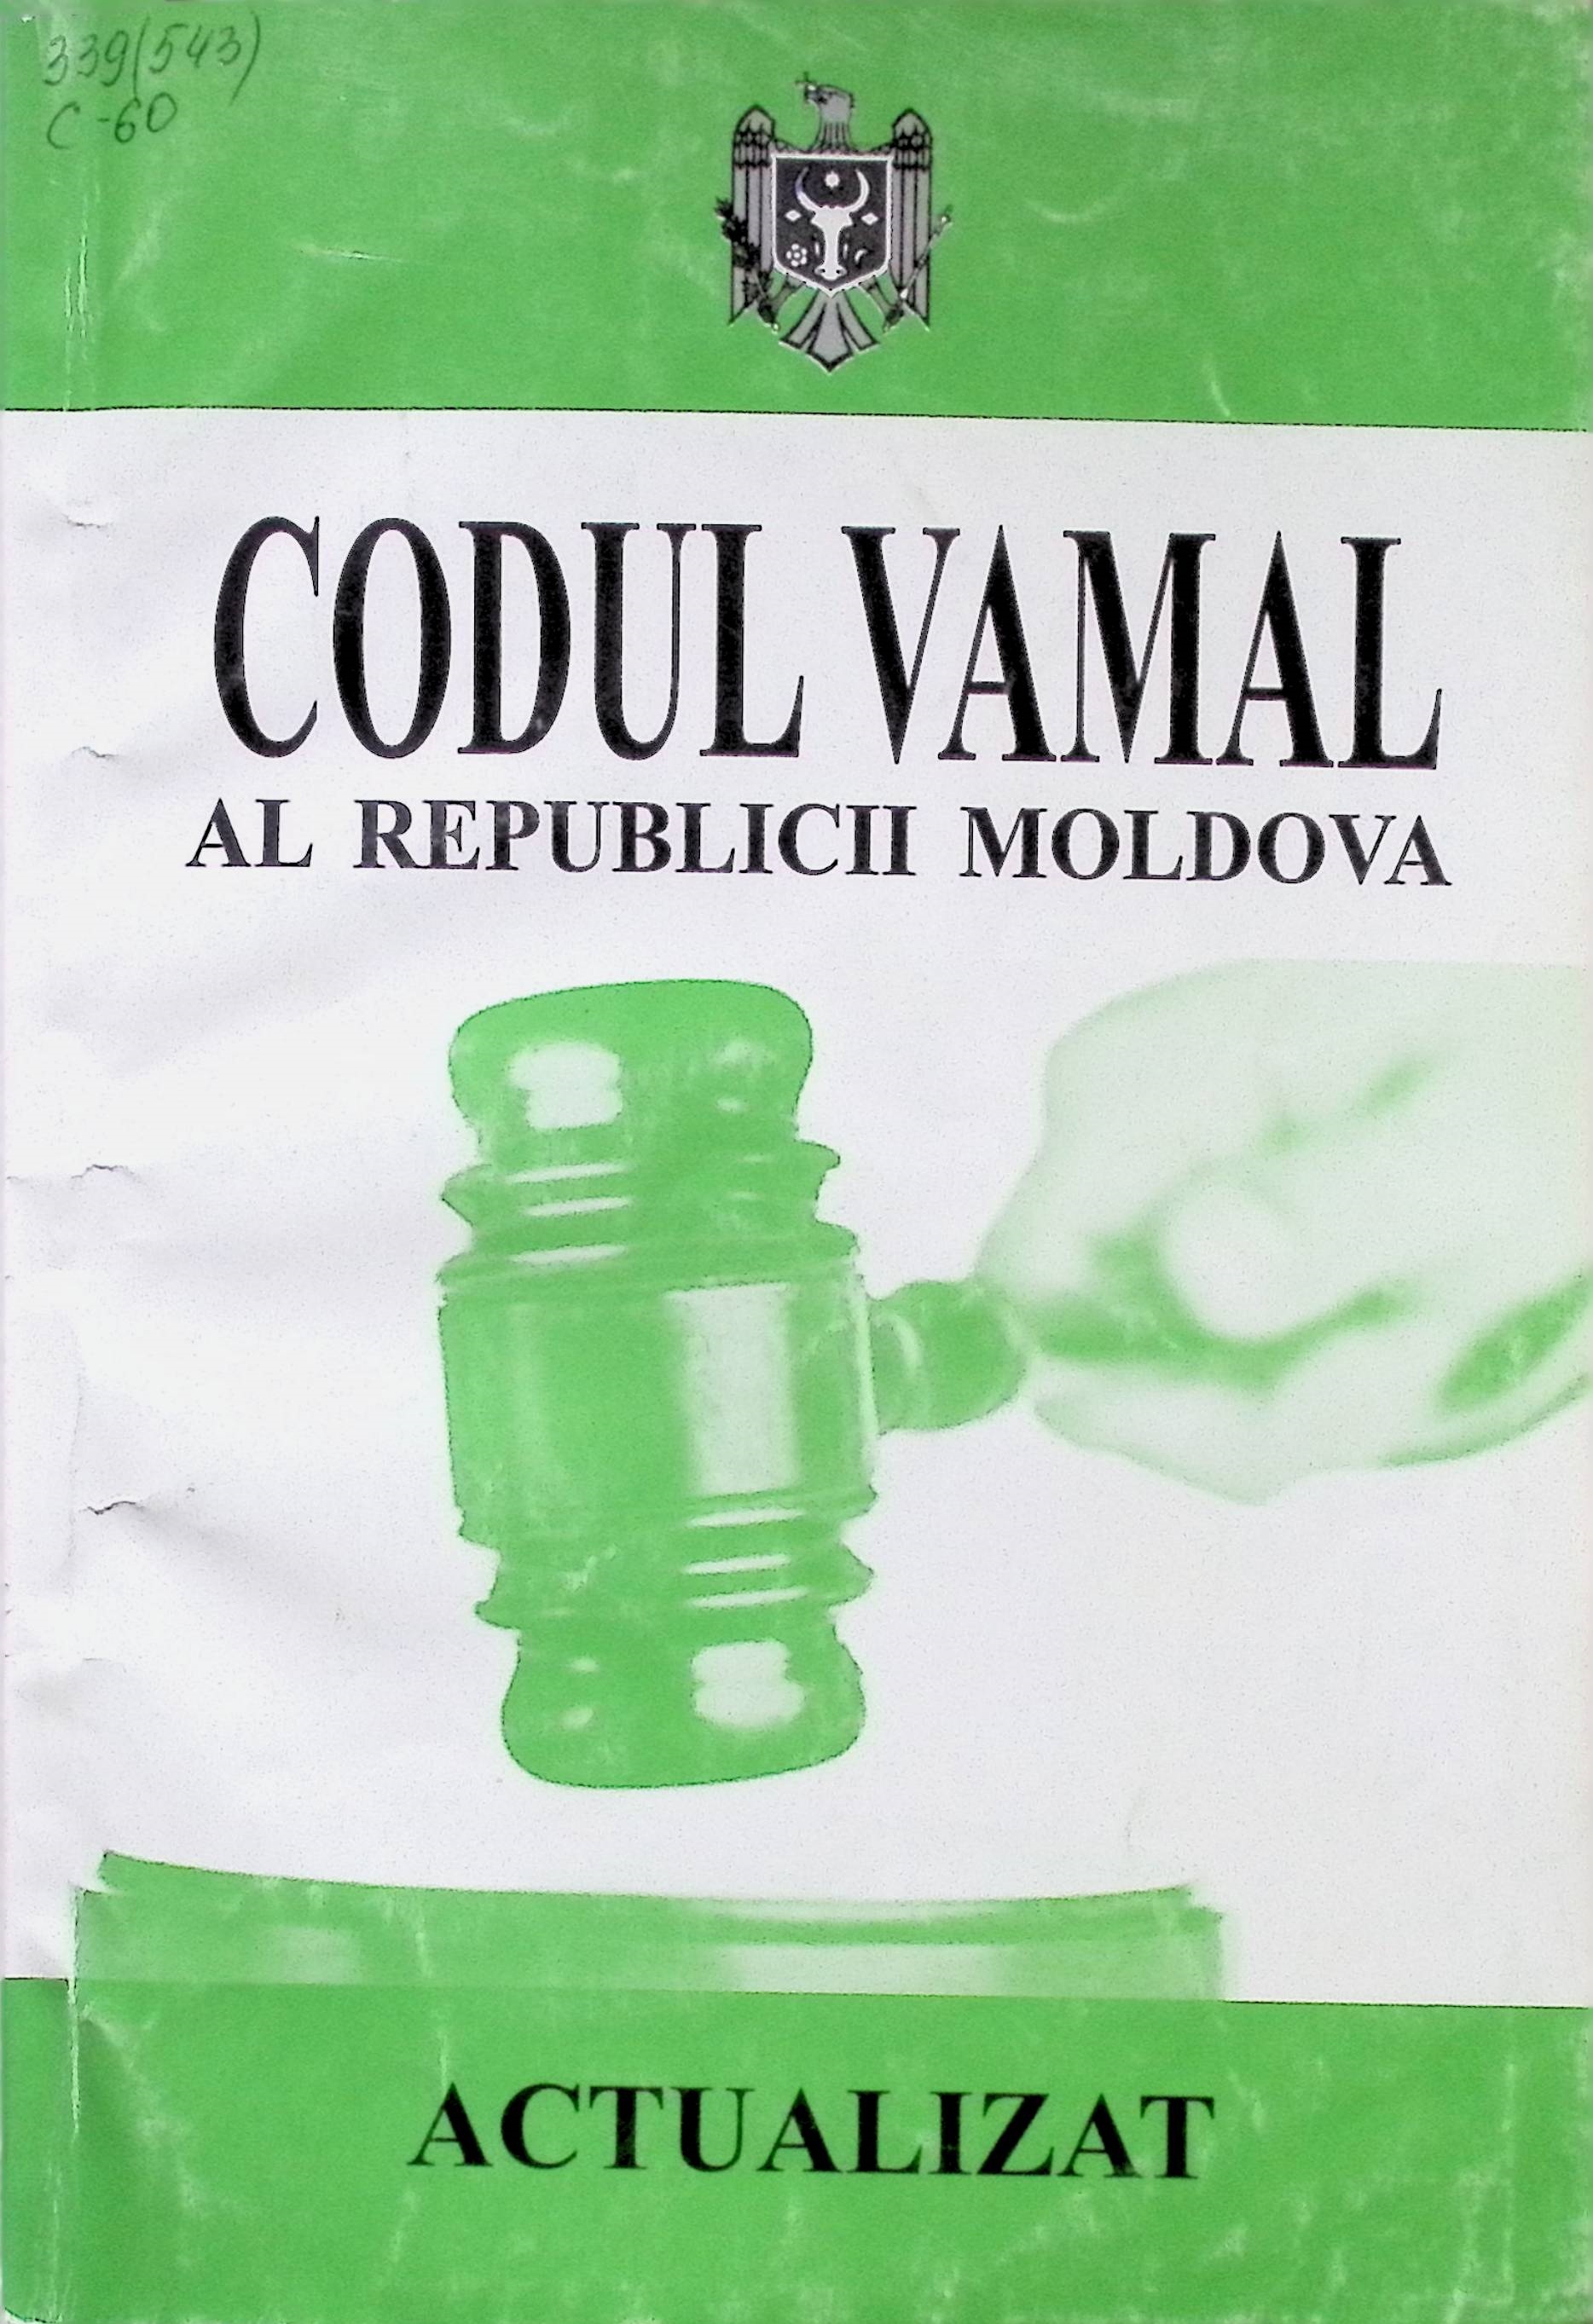 339(543)
C-60
CODUL VAMAL
AL REPUBLICII MOLDOVA
ACTUALIZAT